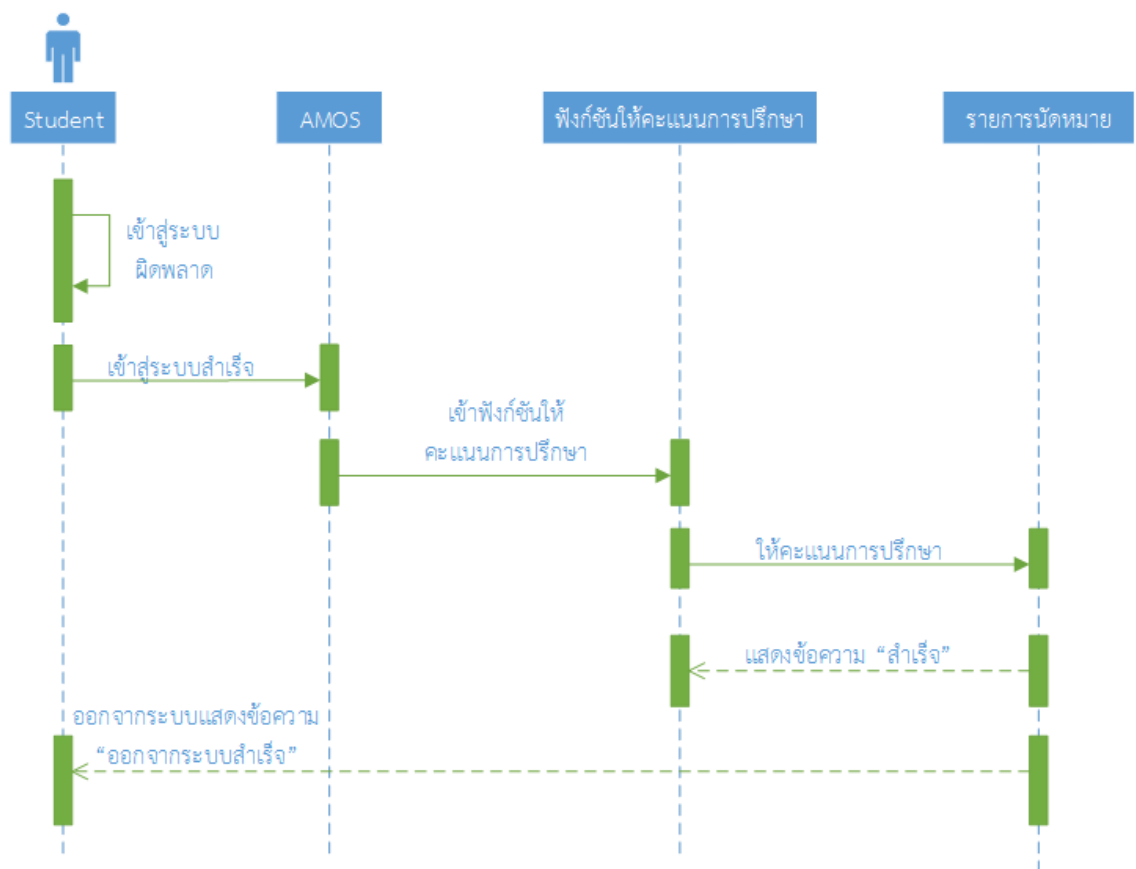 Student
AMOS
ฟังก์ชันให้คะแนนการปรึกษา
รายการนัดหมาย
เข้าสู่ระบบ
ผิดพลาด
เข้าสู่ระบบสำเร็จ
เข้าฟังก์ชันให้
คะแนนการปรึกษา
ให้คะแนนการปรึกษา
แสดงข้อความ “สำเร็จ”
ออกจากระบบแสดงข้อความ
“ออกจากระบบสำเร็จ”